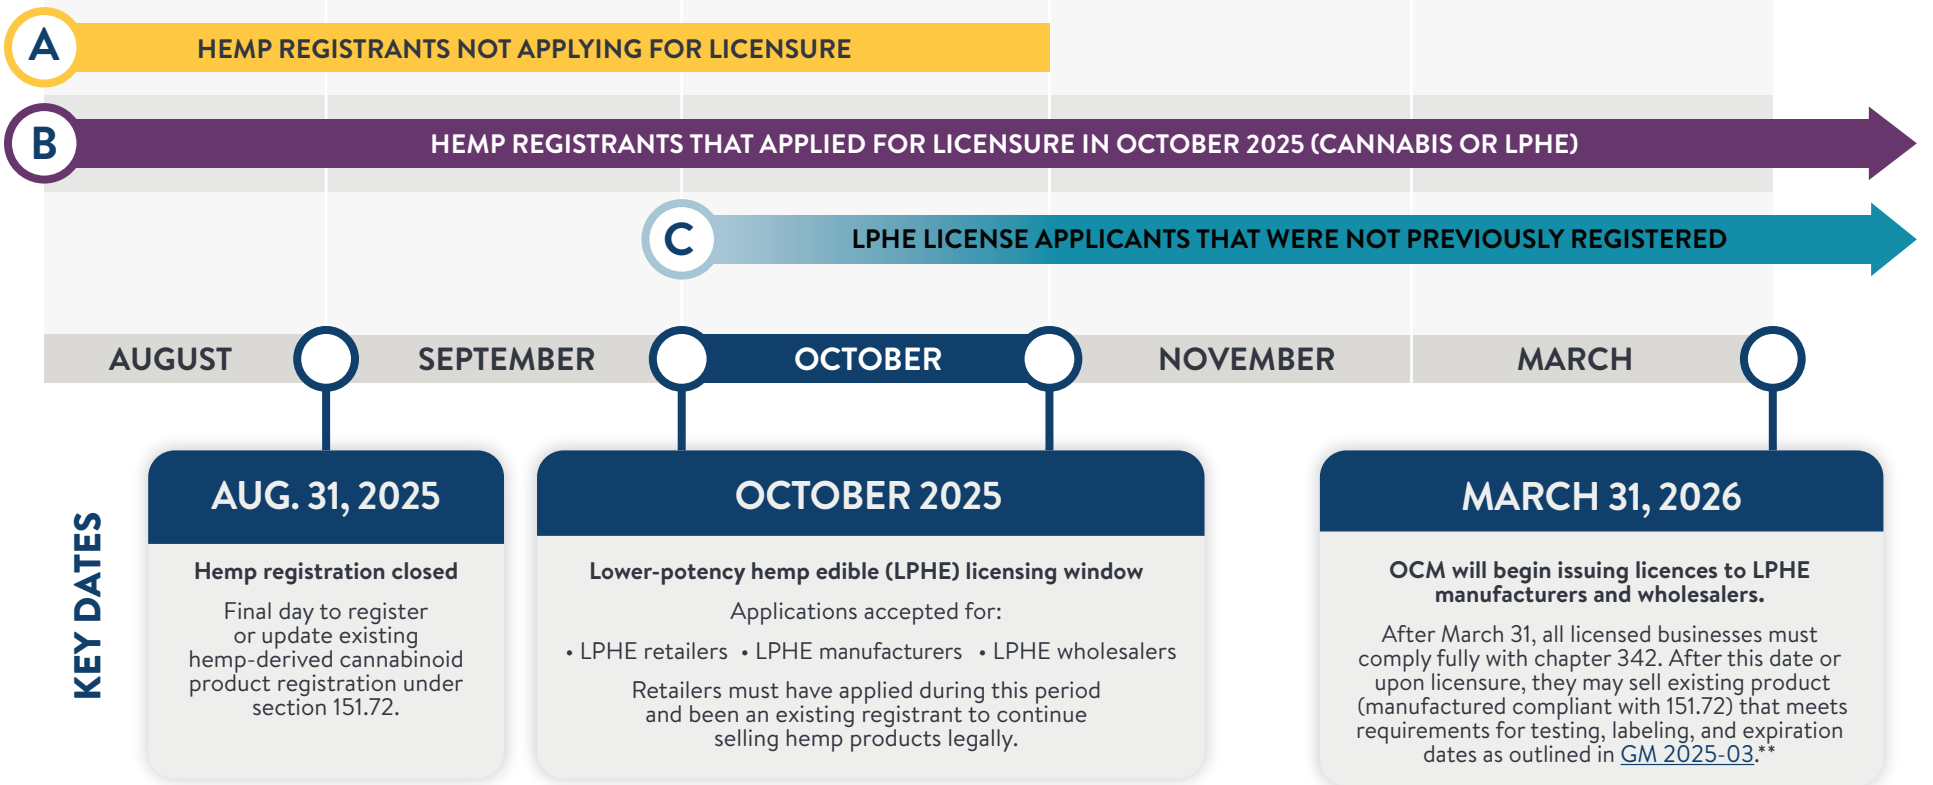 A
HEMP REGISTRANTS NOT APPLYING FOR LICENSURE
B
HEMP REGISTRANTS THAT APPLIED FOR LICENSURE IN OCTOBER 2025 (CANNABIS OR LPHE)
C
LPHE LICENSE APPLICANTS THAT WERE NOT PREVIOUSLY REGISTERED
AUGUST
SEPTEMBER
OCTOBER
NOVEMBER
MARCH
KEY DATES
AUG. 31, 2025
Hemp registration closed
Final day to register
or update existing
hemp-derived cannabinoid
product registration under
section 151.72.
OCTOBER 2025
Lower-potency hemp edible (LPHE) licensing window
Applications accepted for:
• LPHE retailers • LPHE manufacturers • LPHE wholesalers
Retailers must have applied during this period
and been an existing registrant to continue
selling hemp products legally.
MARCH 31, 2026
OCM will begin issuing licences to LPHE
manufacturers and wholesalers.
After March 31, all licensed businesses must
comply fully with chapter 342. After this date or
upon licensure, they may sell existing product
(manufactured compliant with 151.72) that meets
requirements for testing, labeling, and expiration
dates as outlined in GM 2025-03.**